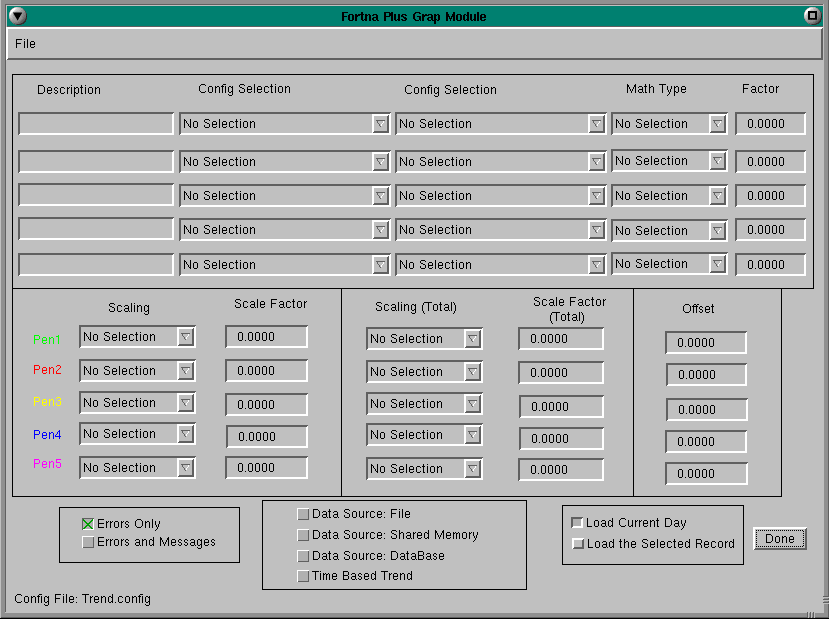 Fortna Plus Grap Module
File
Description Config Selection Config Selection Math Type Factor
No Selection No Selection No Selection 0.0000
No Selection No Selection No Selection 0.0000
No Selection No Selection No Selection 0.0000
No Selection No Selection No Selection 0.0000
No Selection No Selection No Selection 0.0000
Scaling Scale Factor Scaling (Total) Scale Factor Offset
(Total)
Pen1 No Selection 0.0000 No Selection 0.0000 0.0000
Pen2 No Selection 0.0000 No Selection 0.0000 0.0000
Pen3 No Selection 0.0000 No Selection 0.0000 0.0000
Pen4 No Selection 0.0000 No Selection 0.0000 0.0000
Pen5 No Selection 0.0000 No Selection 0.0000 0.0000
Errors Only
Errors and Messages
Data Source: File
Data Source: Shared Memory
Data Source: DataBase
Time Based Trend
Load Current Day
Load the Selected Record
Done
Config File: Trend.config